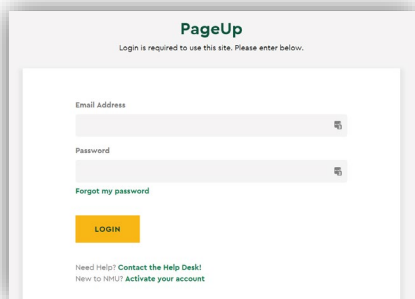 PageUp
Login is required to use this site. Please enter below.
Email Address
Password
Forgot my password
LOGIN
Need Help? Contact the Help Desk!
New to NMU? Activate your account